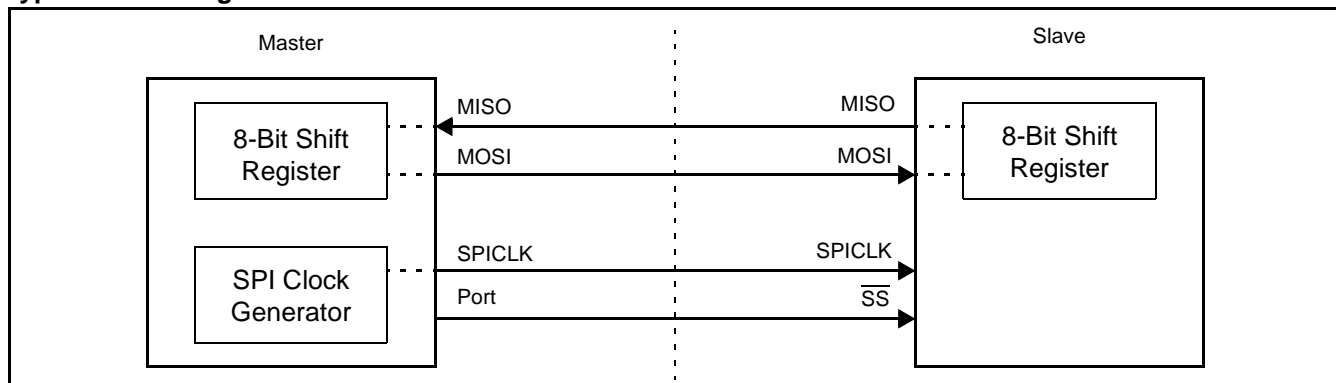 Master
Slave
MISO
MISO
8-Bit Shift
Register
8-Bit Shift
Register
MOSI
MOSI
SPICLK
SPICLK
SPI Clock
Generator
Port
SS